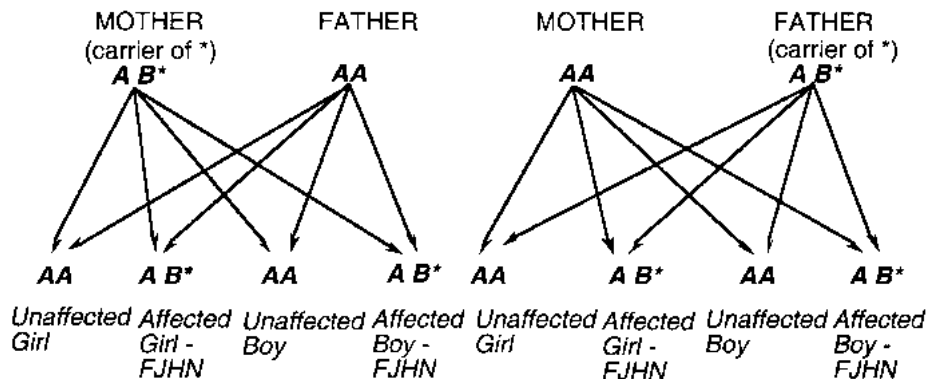 MOTHER FATHER MOTHER FATHER
(carrier of *) (carrier of *)
A B* AA AA A B*
AA A B* AA A B* AA A B* AA A B*
Unaffected Affected Unaffected Affected Unaffected Affected Unaffected Affected
Girl Girl - Boy Boy - Girl Girl - Boy Boy -
FJHN FJHN FJHN FJHN